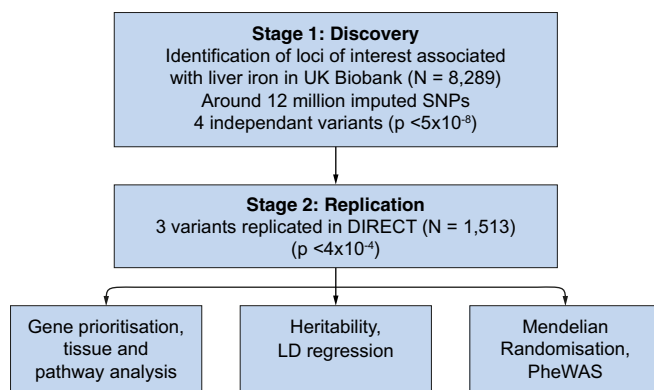 Stage 1: Discovery
Identification of loci of interest associated
with liver iron in UK Biobank (N = 8,289)
Around 12 million imputed SNPs
4 independant variants (p <5x10⁻⁸)
Stage 2: Replication
3 variants replicated in DIRECT (N = 1,513)
(p <4x10⁻⁴)
Gene prioritisation,
tissue and
pathway analysis
Heritability,
LD regression
Mendelian
Randomisation,
PheWAS